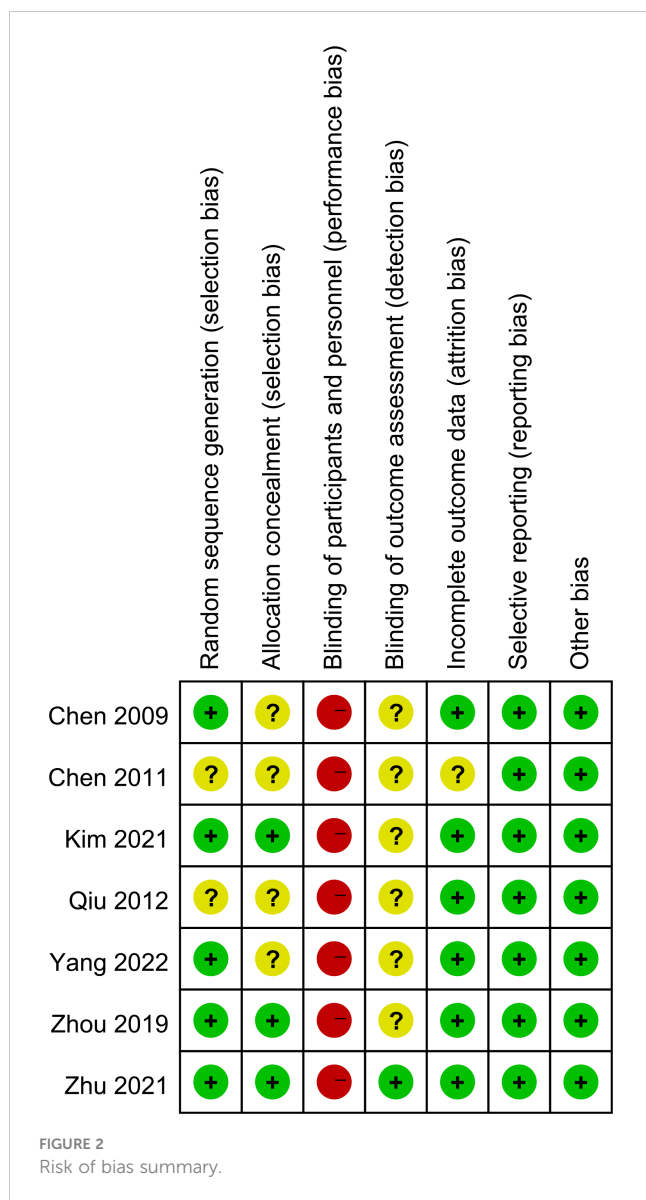 Random sequence generation (selection bias)
Allocation concealment (selection bias)
Blinding of participants and personnel (performance bias)
Blinding of outcome assessment (detection bias)
Incomplete outcome data (attrition bias)
Selective reporting (reporting bias)
Other bias
Chen 2009 + ? − ? + + +
Chen 2011 ? ? − ? ? + +
Kim 2021 + + − ? + + +
Qiu 2012 ? ? − ? + + +
Yang 2022 + ? − ? + + +
Zhou 2019 + + − ? + + +
Zhu 2021 + + − + + + +
FIGURE 2
Risk of bias summary.